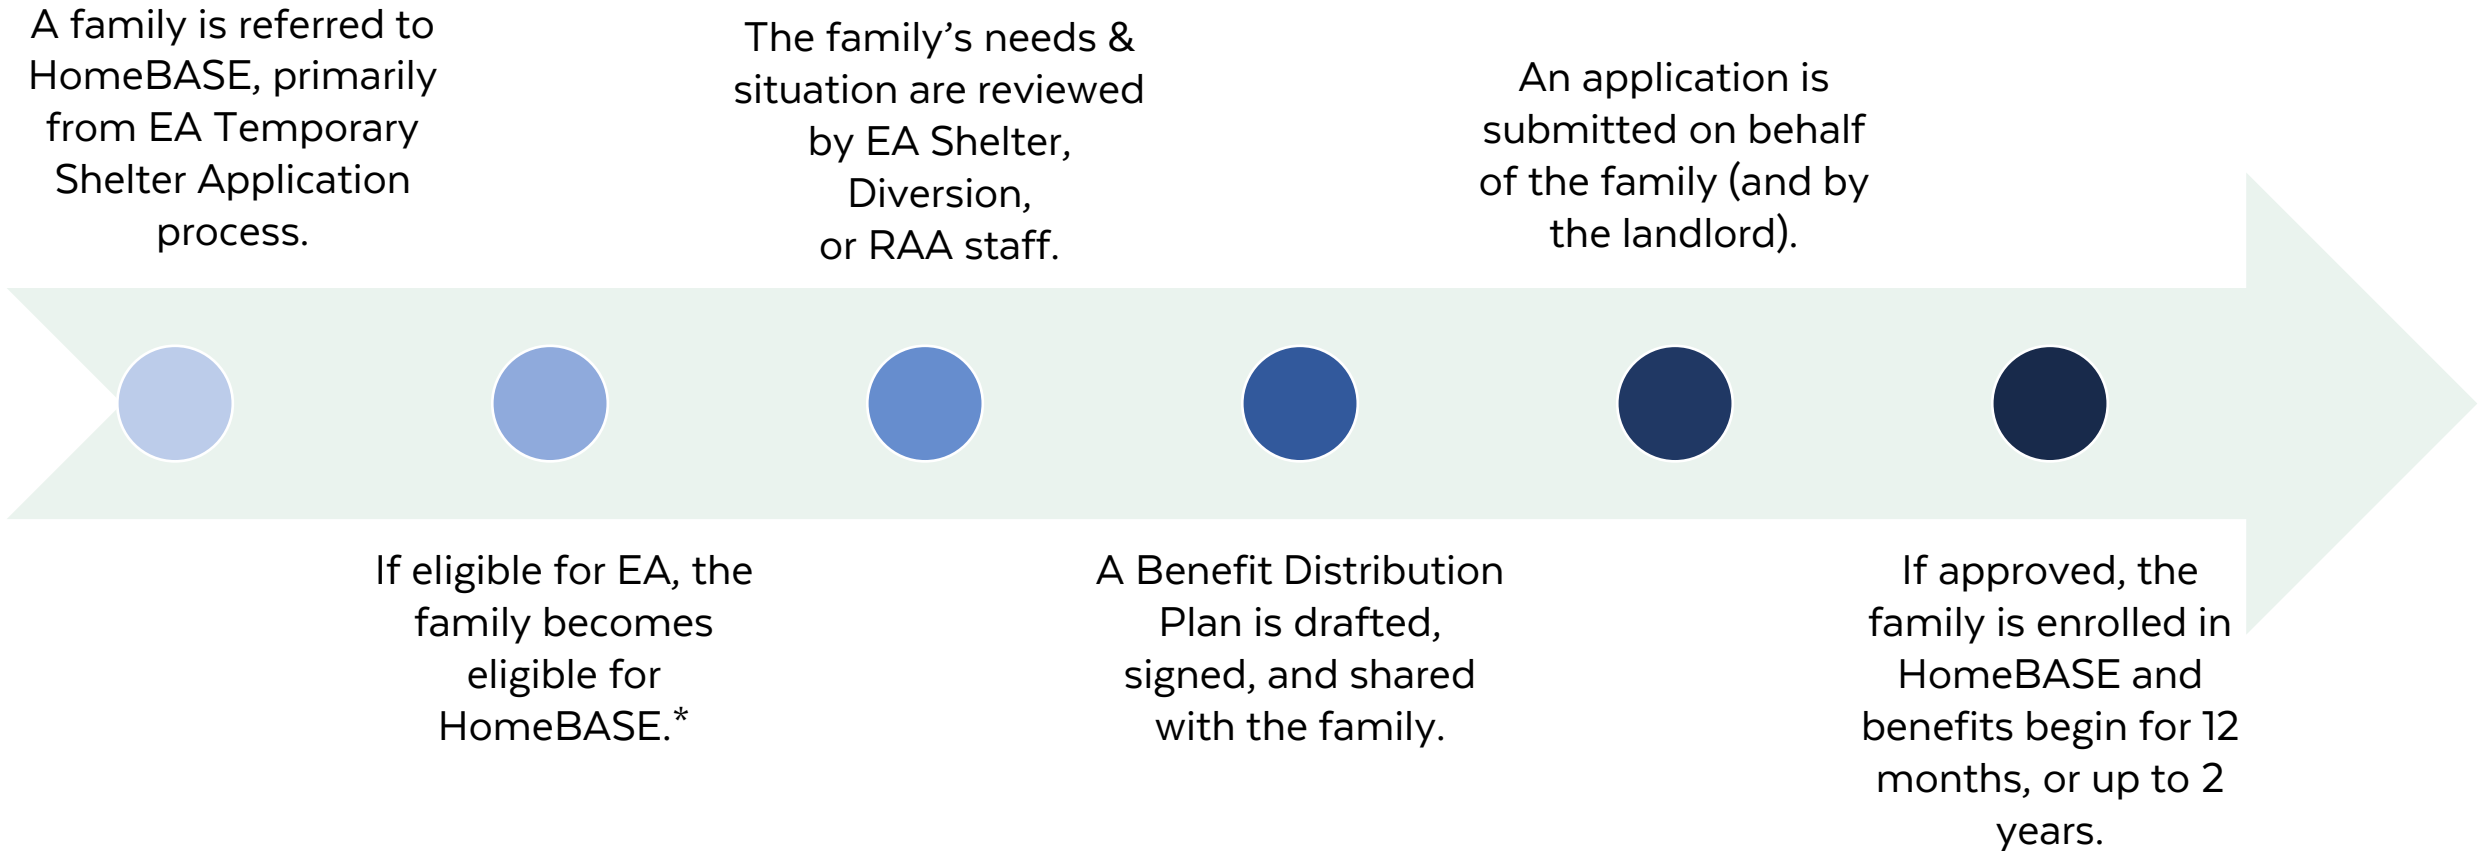 A family is referred to
HomeBASE, primarily
from EA Temporary
Shelter Application
process.
If eligible for EA, the
family becomes
eligible for
HomeBASE.*
The family’s needs &
situation are reviewed
by EA Shelter,
Diversion,
or RAA staff.
A Benefit Distribution
Plan is drafted,
signed, and shared
with the family.
An application is
submitted on behalf
of the family (and by
the landlord).
If approved, the
family is enrolled in
HomeBASE and
benefits begin for 12
months, or up to 2
years.